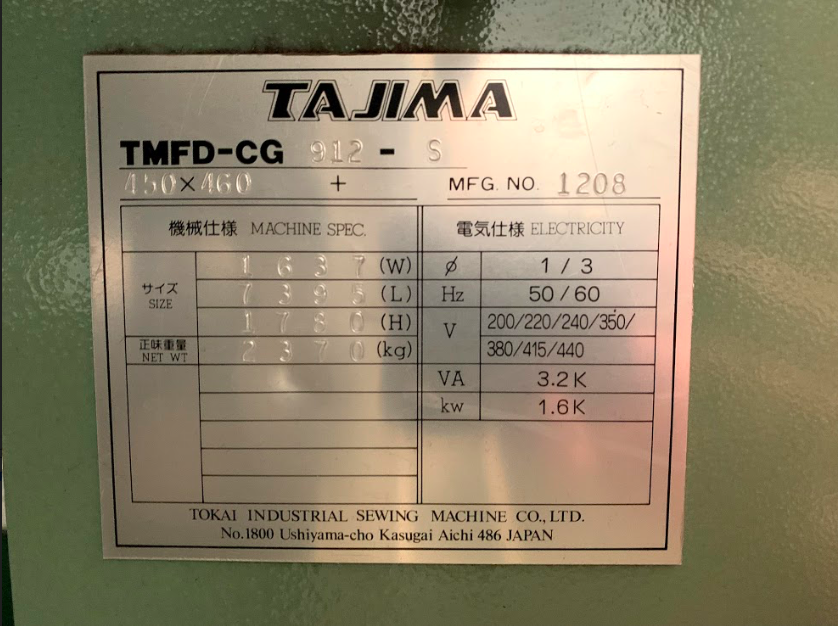 TAJIMA
TMFD-CG 912 - S
450×460 + MFG. NO. 1208
機械仕様 MACHINE SPEC. 電気仕様 ELECTRICITY
サイズ SIZE
1637 (W) ϕ 1 / 3
7395 (L) Hz 50 / 60
1780 (H) V 200/220/240/350/
正味重量 NET WT 2370 (kg) 380/415/440
VA 3.2K
kw 1.6K
TOKAI INDUSTRIAL SEWING MACHINE CO., LTD.
No.1800 Ushiyama-cho Kasugai Aichi 486 JAPAN